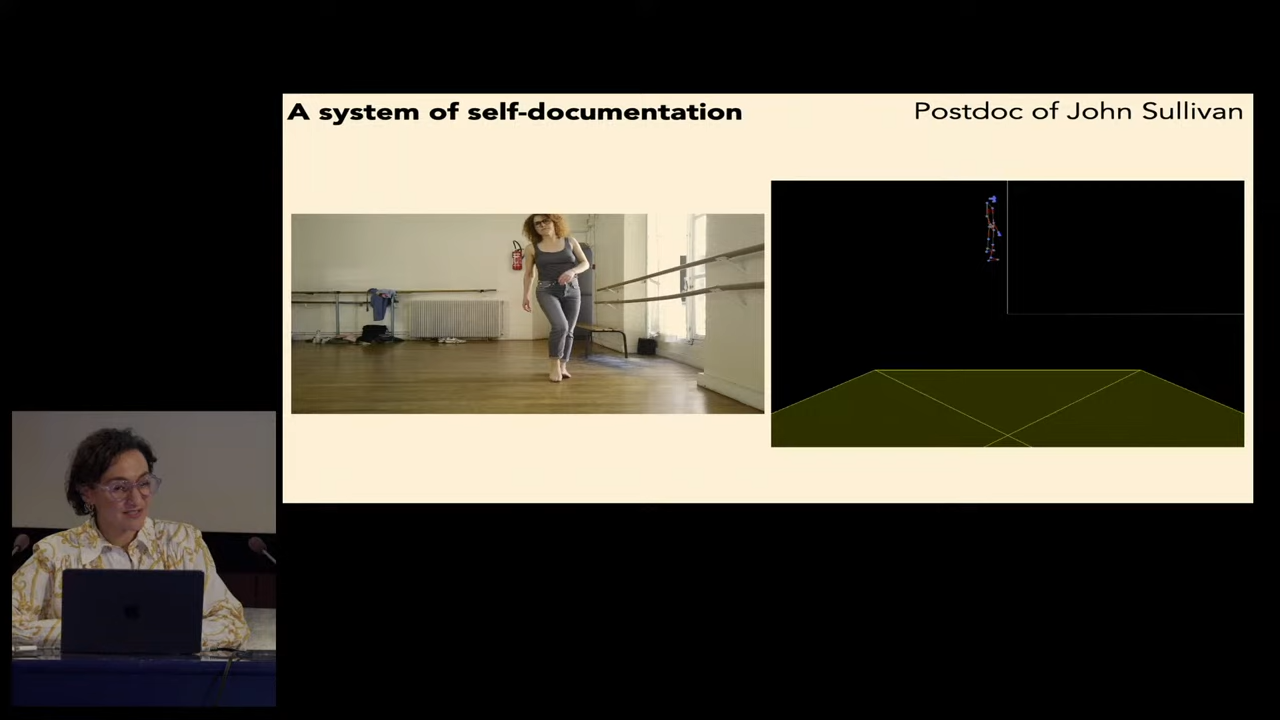 A system of self-documentation
Postdoc of John Sullivan